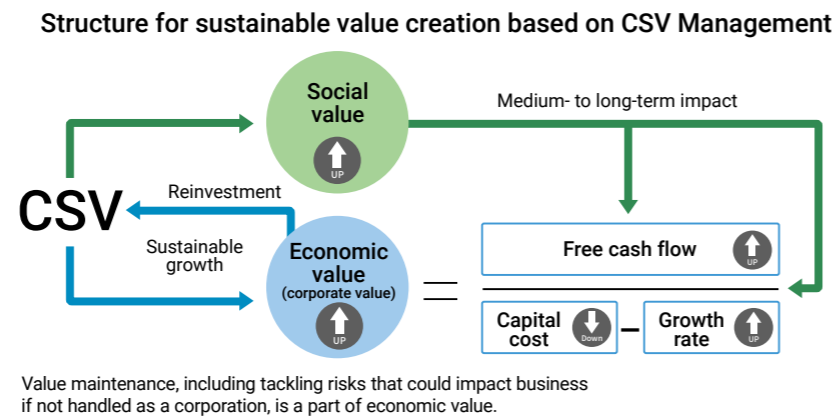 Structure for sustainable value creation based on CSV Management
Social
value
UP
Medium- to long-term impact
CSV
Reinvestment
Sustainable
growth
Economic
value
(corporate value)
UP
=
Free cash flow
UP
Capital
cost
Down
–
Growth
rate
UP
Value maintenance, including tackling risks that could impact business
if not handled as a corporation, is a part of economic value.